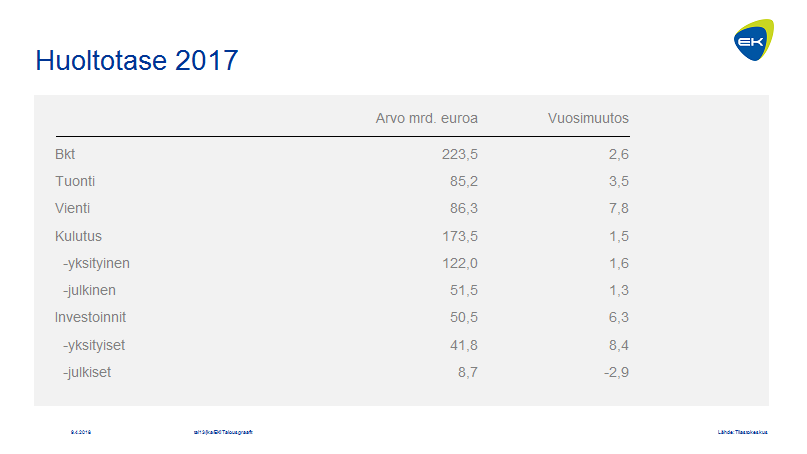 EK
Huoltotase 2017
Arvo mrd. euroa Vuosimuutos
Bkt 223,5 2,6
Tuonti 85,2 3,5
Vienti 86,3 7,8
Kulutus 173,5 1,5
-yksityinen 122,0 1,6
-julkinen 51,5 1,3
Investoinnit 50,5 6,3
-yksityiset 41,8 8,4
-julkiset 8,7 -2,9
Lähde: Tilastokeskus